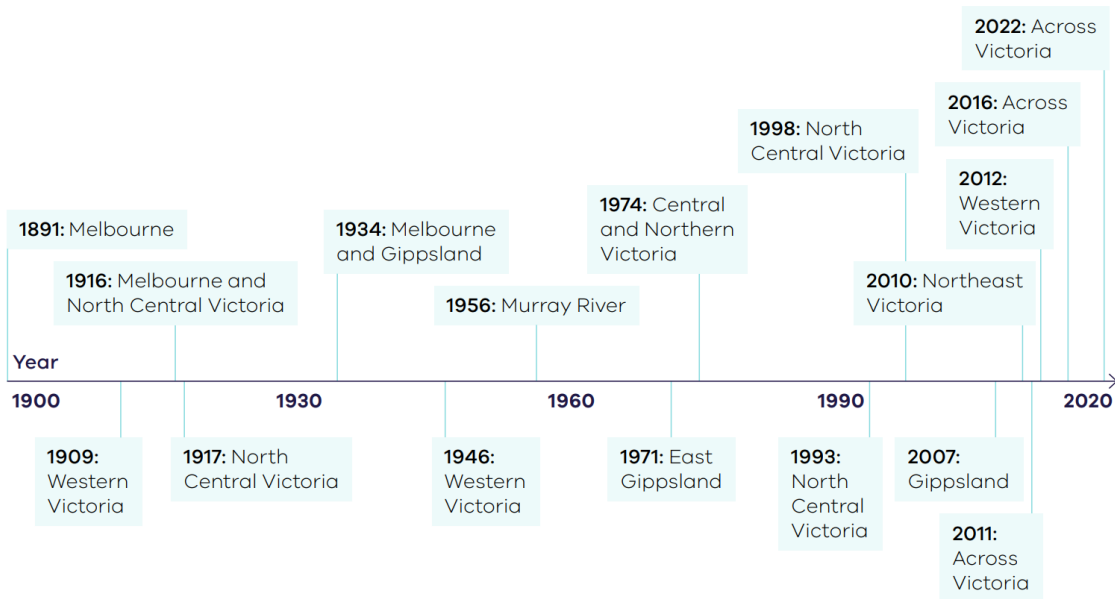 2022: Across
Victoria
2016: Across
Victoria
1998: North
Central Victoria
2012:
Western
Victoria
1974: Central
and Northern
Victoria
1891: Melbourne
1934: Melbourne
and Gippsland
1916: Melbourne and
North Central Victoria
2010: Northeast
Victoria
1956: Murray River
Year
1900
1930
1960
1990
2020
1909:
Western
Victoria
1917: North
Central Victoria
1946:
Western
Victoria
1971: East
Gippsland
1993:
North
Central
Victoria
2007:
Gippsland
2011:
Across
Victoria